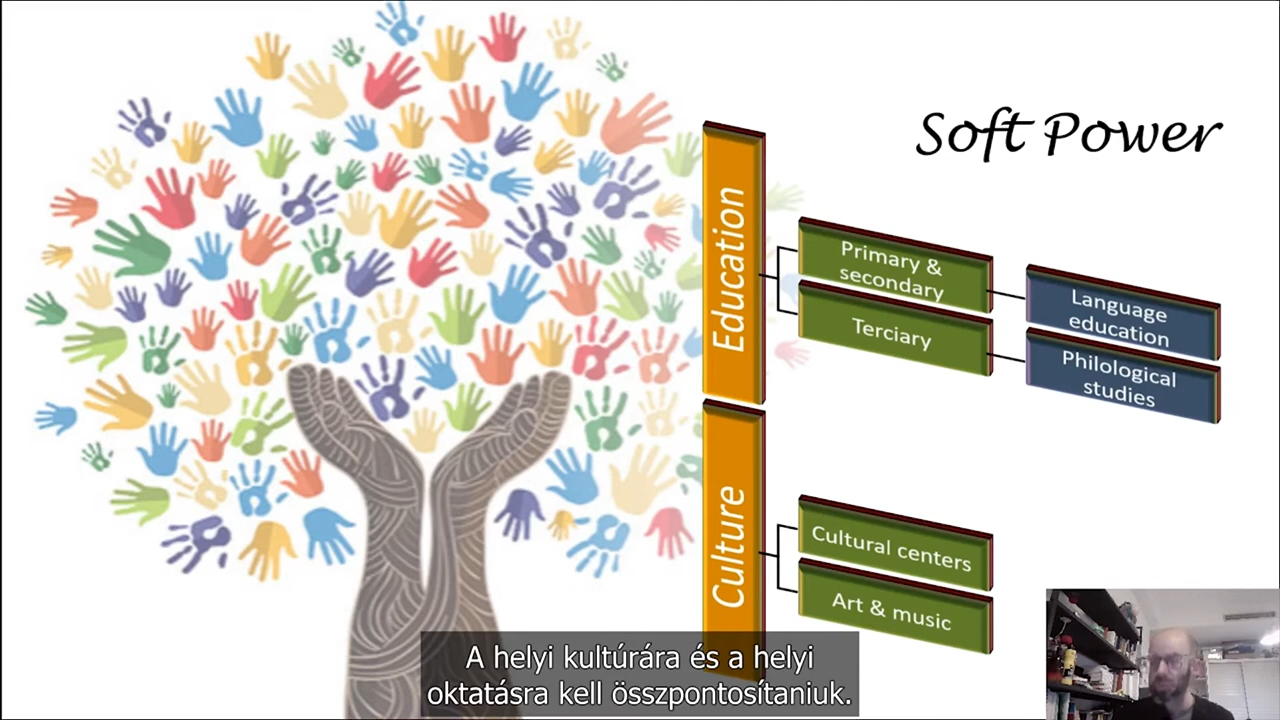 Soft Power
Education
Primary &
secondary
Terciary
Language
education
Philological
studies
Culture
Cultural centers
Art & music
A helyi kultúrára és a helyi
oktatásra kell összpontosítaniuk.